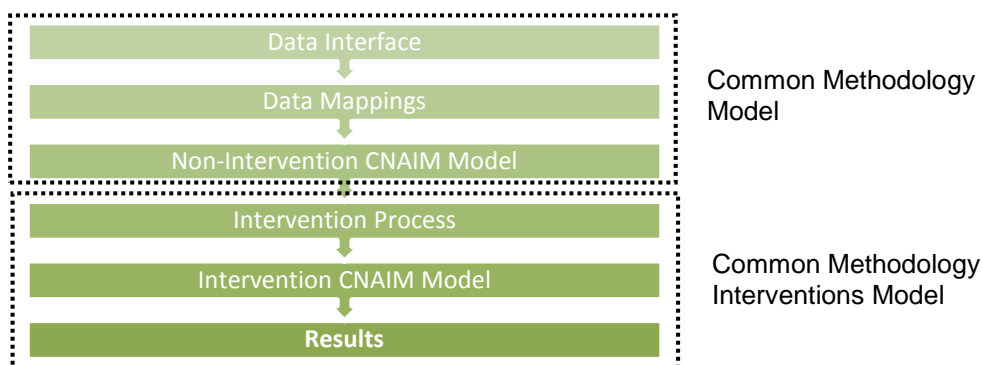 Data Interface
Data Mappings
Non-Intervention CNAIM Model
Common Methodology
Model
Intervention Process
Intervention CNAIM Model
Results
Common Methodology
Interventions Model